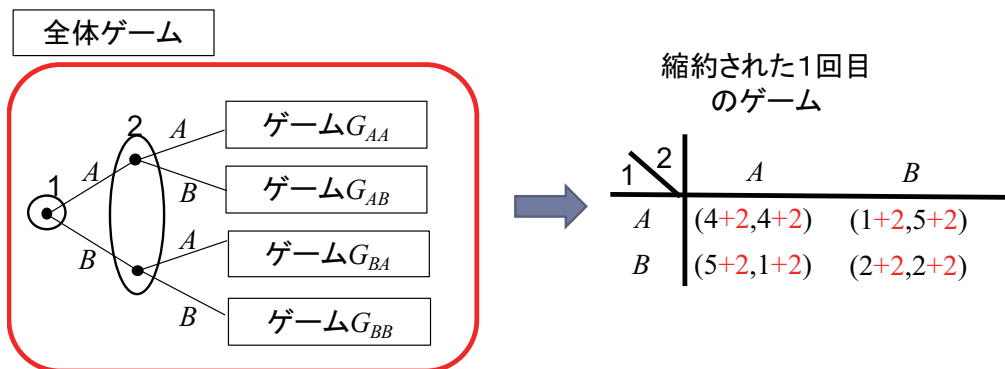 全体ゲーム
1
2
A
B
A
B
A
B
ゲームG_AA
ゲームG_AB
ゲームG_BA
ゲームG_BB
縮約された１回目
のゲーム
1 2 A B
A (4+2,4+2) (1+2,5+2)
B (5+2,1+2) (2+2,2+2)